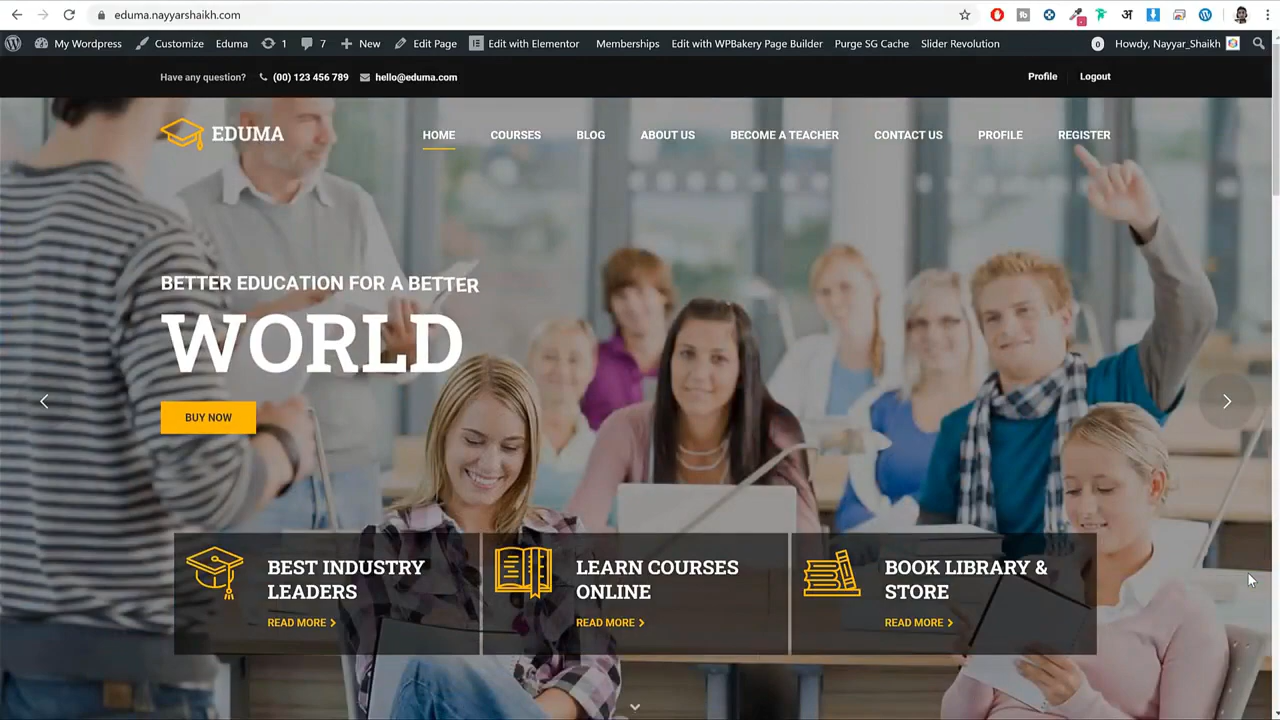 eduma.nayyarshaikh.com
अ
My Wordpress Customize Eduma 1 7 New Edit Page Edit with Elementor Memberships Edit with WPBakery Page Builder Purge SG Cache Slider Revolution 0 Howdy, Nayyar_Shaikh
Have any question? (00) 123 456 789 hello@eduma.com Profile Logout
EDUMA HOME COURSES BLOG ABOUT US BECOME A TEACHER CONTACT US PROFILE REGISTER
BETTER EDUCATION FOR A BETTER
WORLD
BUY NOW
BEST INDUSTRY
LEADERS
READ MORE
LEARN COURSES
ONLINE
READ MORE
BOOK LIBRARY &
STORE
READ MORE